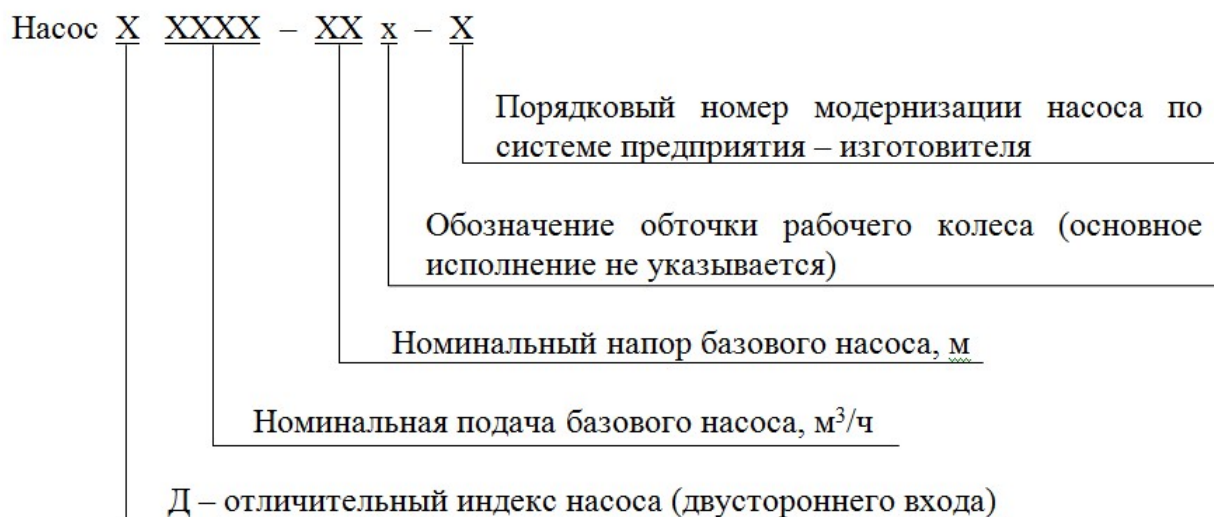 Насос Х ХХХХ – ХХ х – Х
Порядковый номер модернизации насоса по
системе предприятия – изготовителя
Обозначение обточки рабочего колеса (основное
исполнение не указывается)
Номинальный напор базового насоса, м
Номинальная подача базового насоса, м³/ч
Д – отличительный индекс насоса (двустороннего входа)